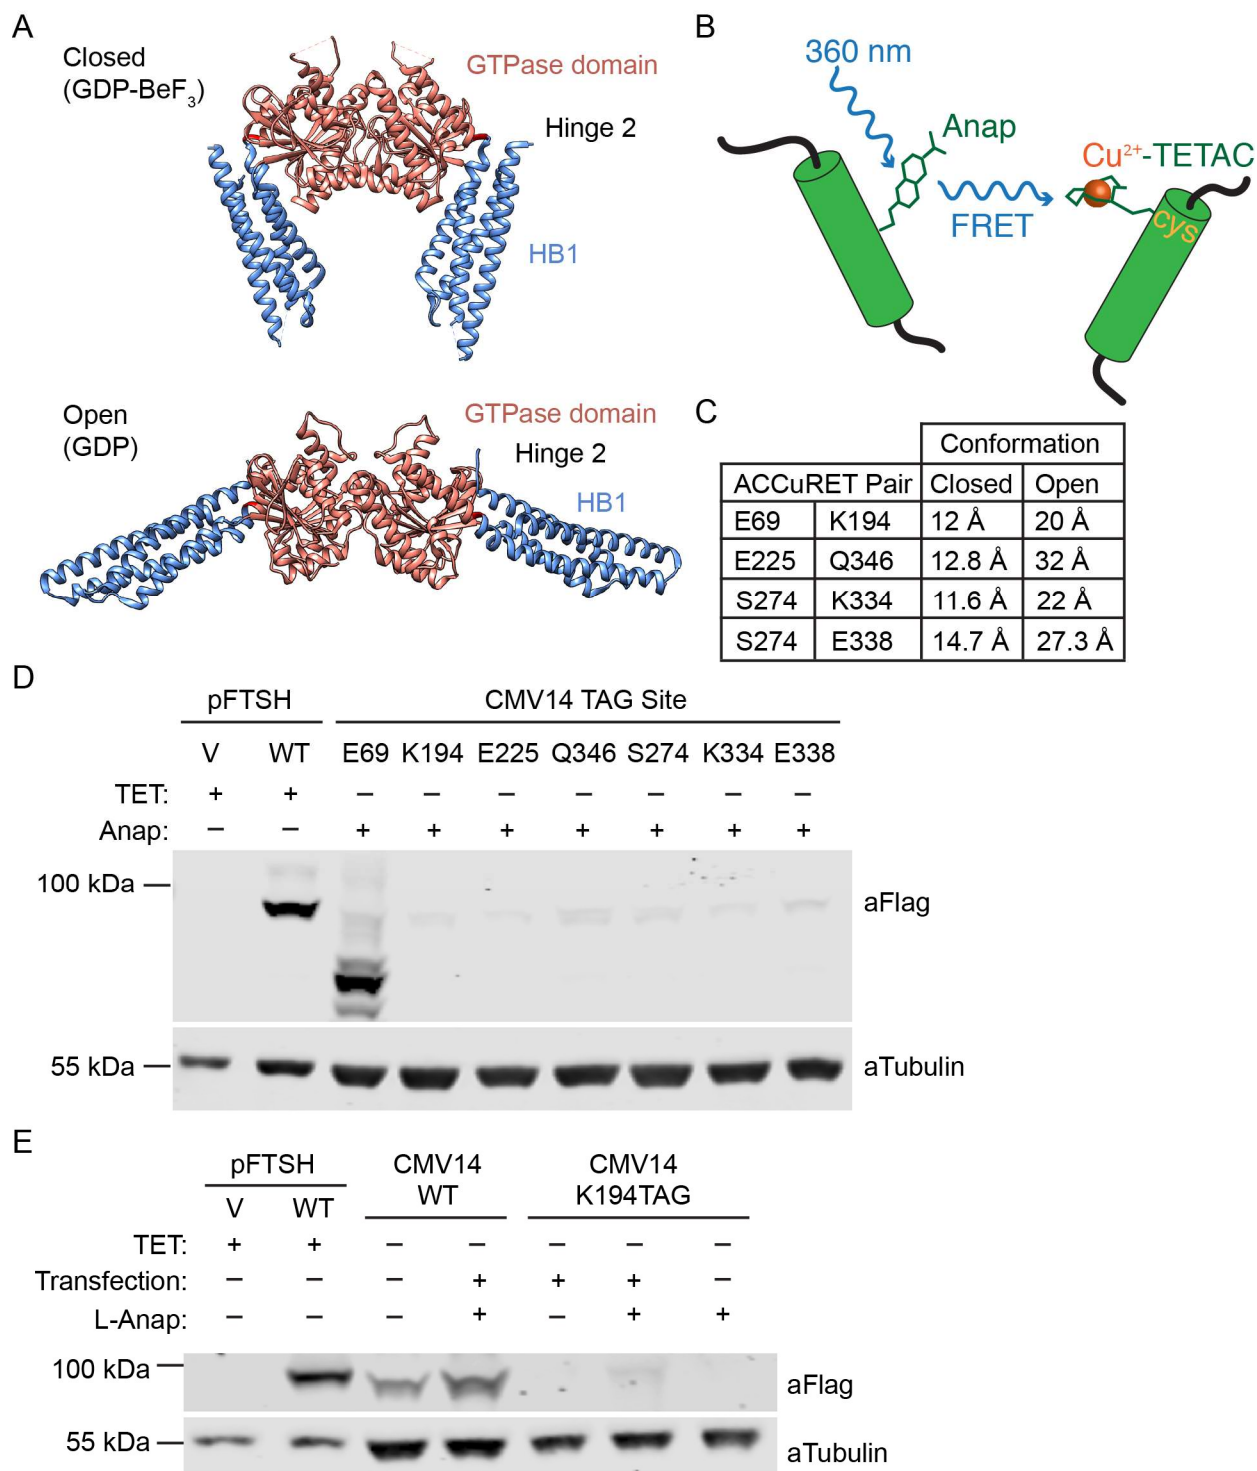 A
Closed
(GDP-BeF3)
GTPase domain
Hinge 2
HB1
Open
(GDP)
GTPase domain
Hinge 2
HB1
B
360 nm
Anap
FRET
Cu2+-TETAC
cys
C
Conformation
ACCuRET Pair Closed Open
E69 K194 12 Å 20 Å
E225 Q346 12.8 Å 32 Å
S274 K334 11.6 Å 22 Å
S274 E338 14.7 Å 27.3 Å
D
pFTSH CMV14 TAG Site
V WT E69 K194 E225 Q346 S274 K334 E338
TET: + + − − − − − − −
Anap: − − + + + + + + +
100 kDa
aFlag
55 kDa
aTubulin
E
pFTSH CMV14 WT CMV14 K194TAG
V WT
TET: + + − − − − −
Transfection: − − − + + + −
L-Anap: − − − + − + +
100 kDa
aFlag
55 kDa
aTubulin